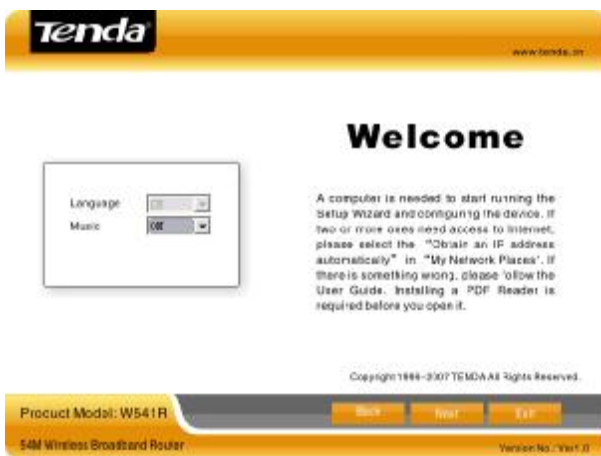 Tenda
www.tenda.cn
Welcome
Language
Music
Off
A computer is needed to start running the
Setup Wizard and configuring the device. If
two or more ones need access to Internet,
please select the "Obtain an IP address
automatically" in "My Network Places". If
there is something wrong, please follow the
User Guide. Installing a PDF Reader is
required before you open it.
Copyright 1999-2007 TENDA All Rights Reserved.
Product Model: W541R
Back
Next
Exit
54M Wireless Broadband Router
Version No.: Ver1.0